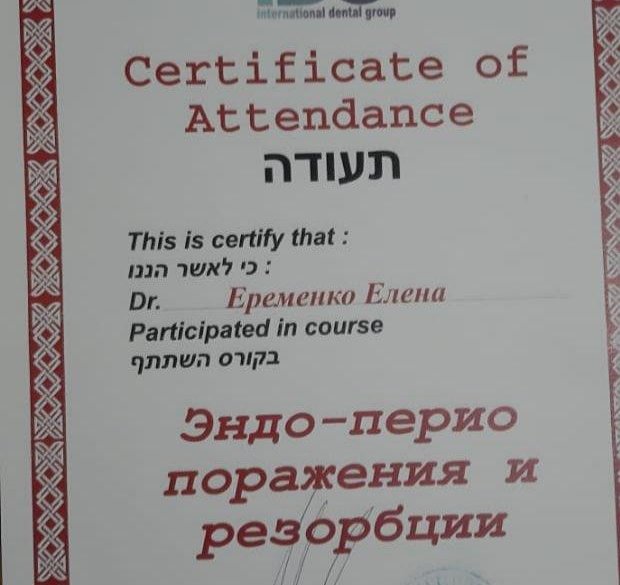 international dental group
Certificate of
Attendance
תעודה
This is certify that :
כי לאשר הננו :
Dr. Еременко Елена
Participated in course
בקורס השתתף
Эндо-перио
поражения и
резорбции